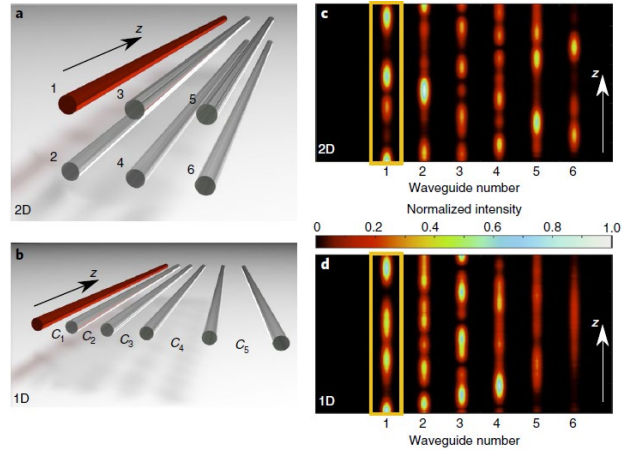 a
z
1
3
5
2
4
6
2D
b
z
C1 C2 C3 C4 C5
1D
c
z
2D
1 2 3 4 5 6
Waveguide number
Normalized intensity
0 0.2 0.4 0.6 0.8 1.0
d
z
1D
1 2 3 4 5 6
Waveguide number